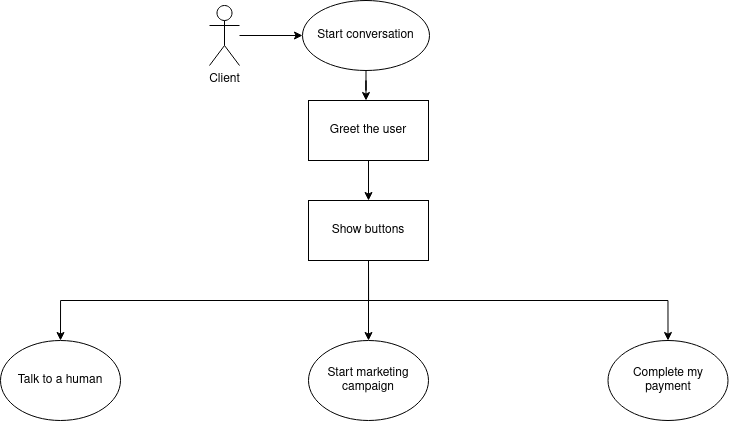 Start conversation
Client
Greet the user
Show buttons
Talk to a human
Start marketing
campaign
Complete my
payment